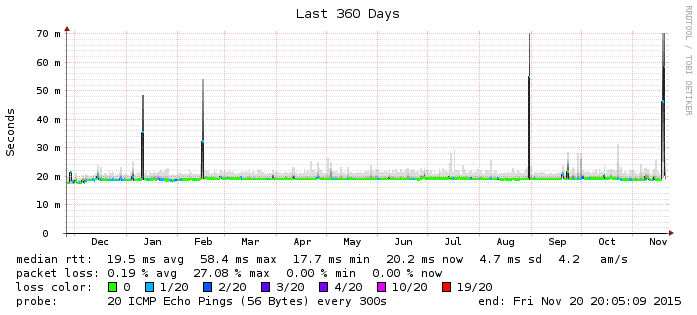 Last 360 Days
RRDTOOL / TOBI OETIKER
Seconds
70 m
60 m
50 m
40 m
30 m
20 m
10 m
0
Dec Jan Feb Mar Apr May Jun Jul Aug Sep Oct Nov
median rtt: 19.5 ms avg 58.4 ms max 17.7 ms min 20.2 ms now 4.7 ms sd 4.2 am/s
packet loss: 0.19 % avg 27.08 % max 0.00 % min 0.00 % now
loss color: 0 1/20 2/20 3/20 4/20 10/20 19/20
probe: 20 ICMP Echo Pings (56 Bytes) every 300s end: Fri Nov 20 20:05:09 2015